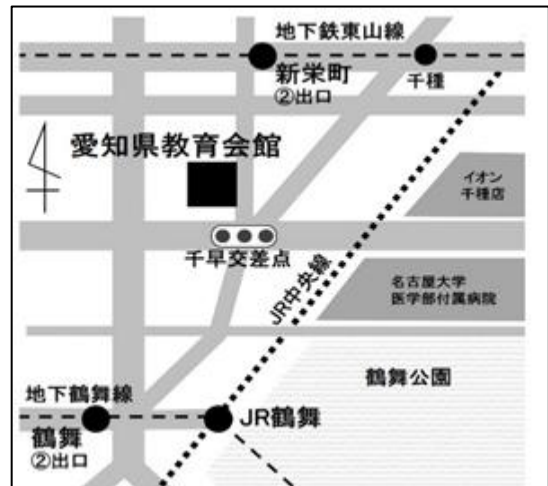 地下鉄東山線
新栄町
②出口
千種
愛知県教育会館
イオン
千種店
千早交差点
JR中央線
名古屋大学
医学部付属病院
鶴舞公園
地下鶴舞線
鶴舞
②出口
JR鶴舞